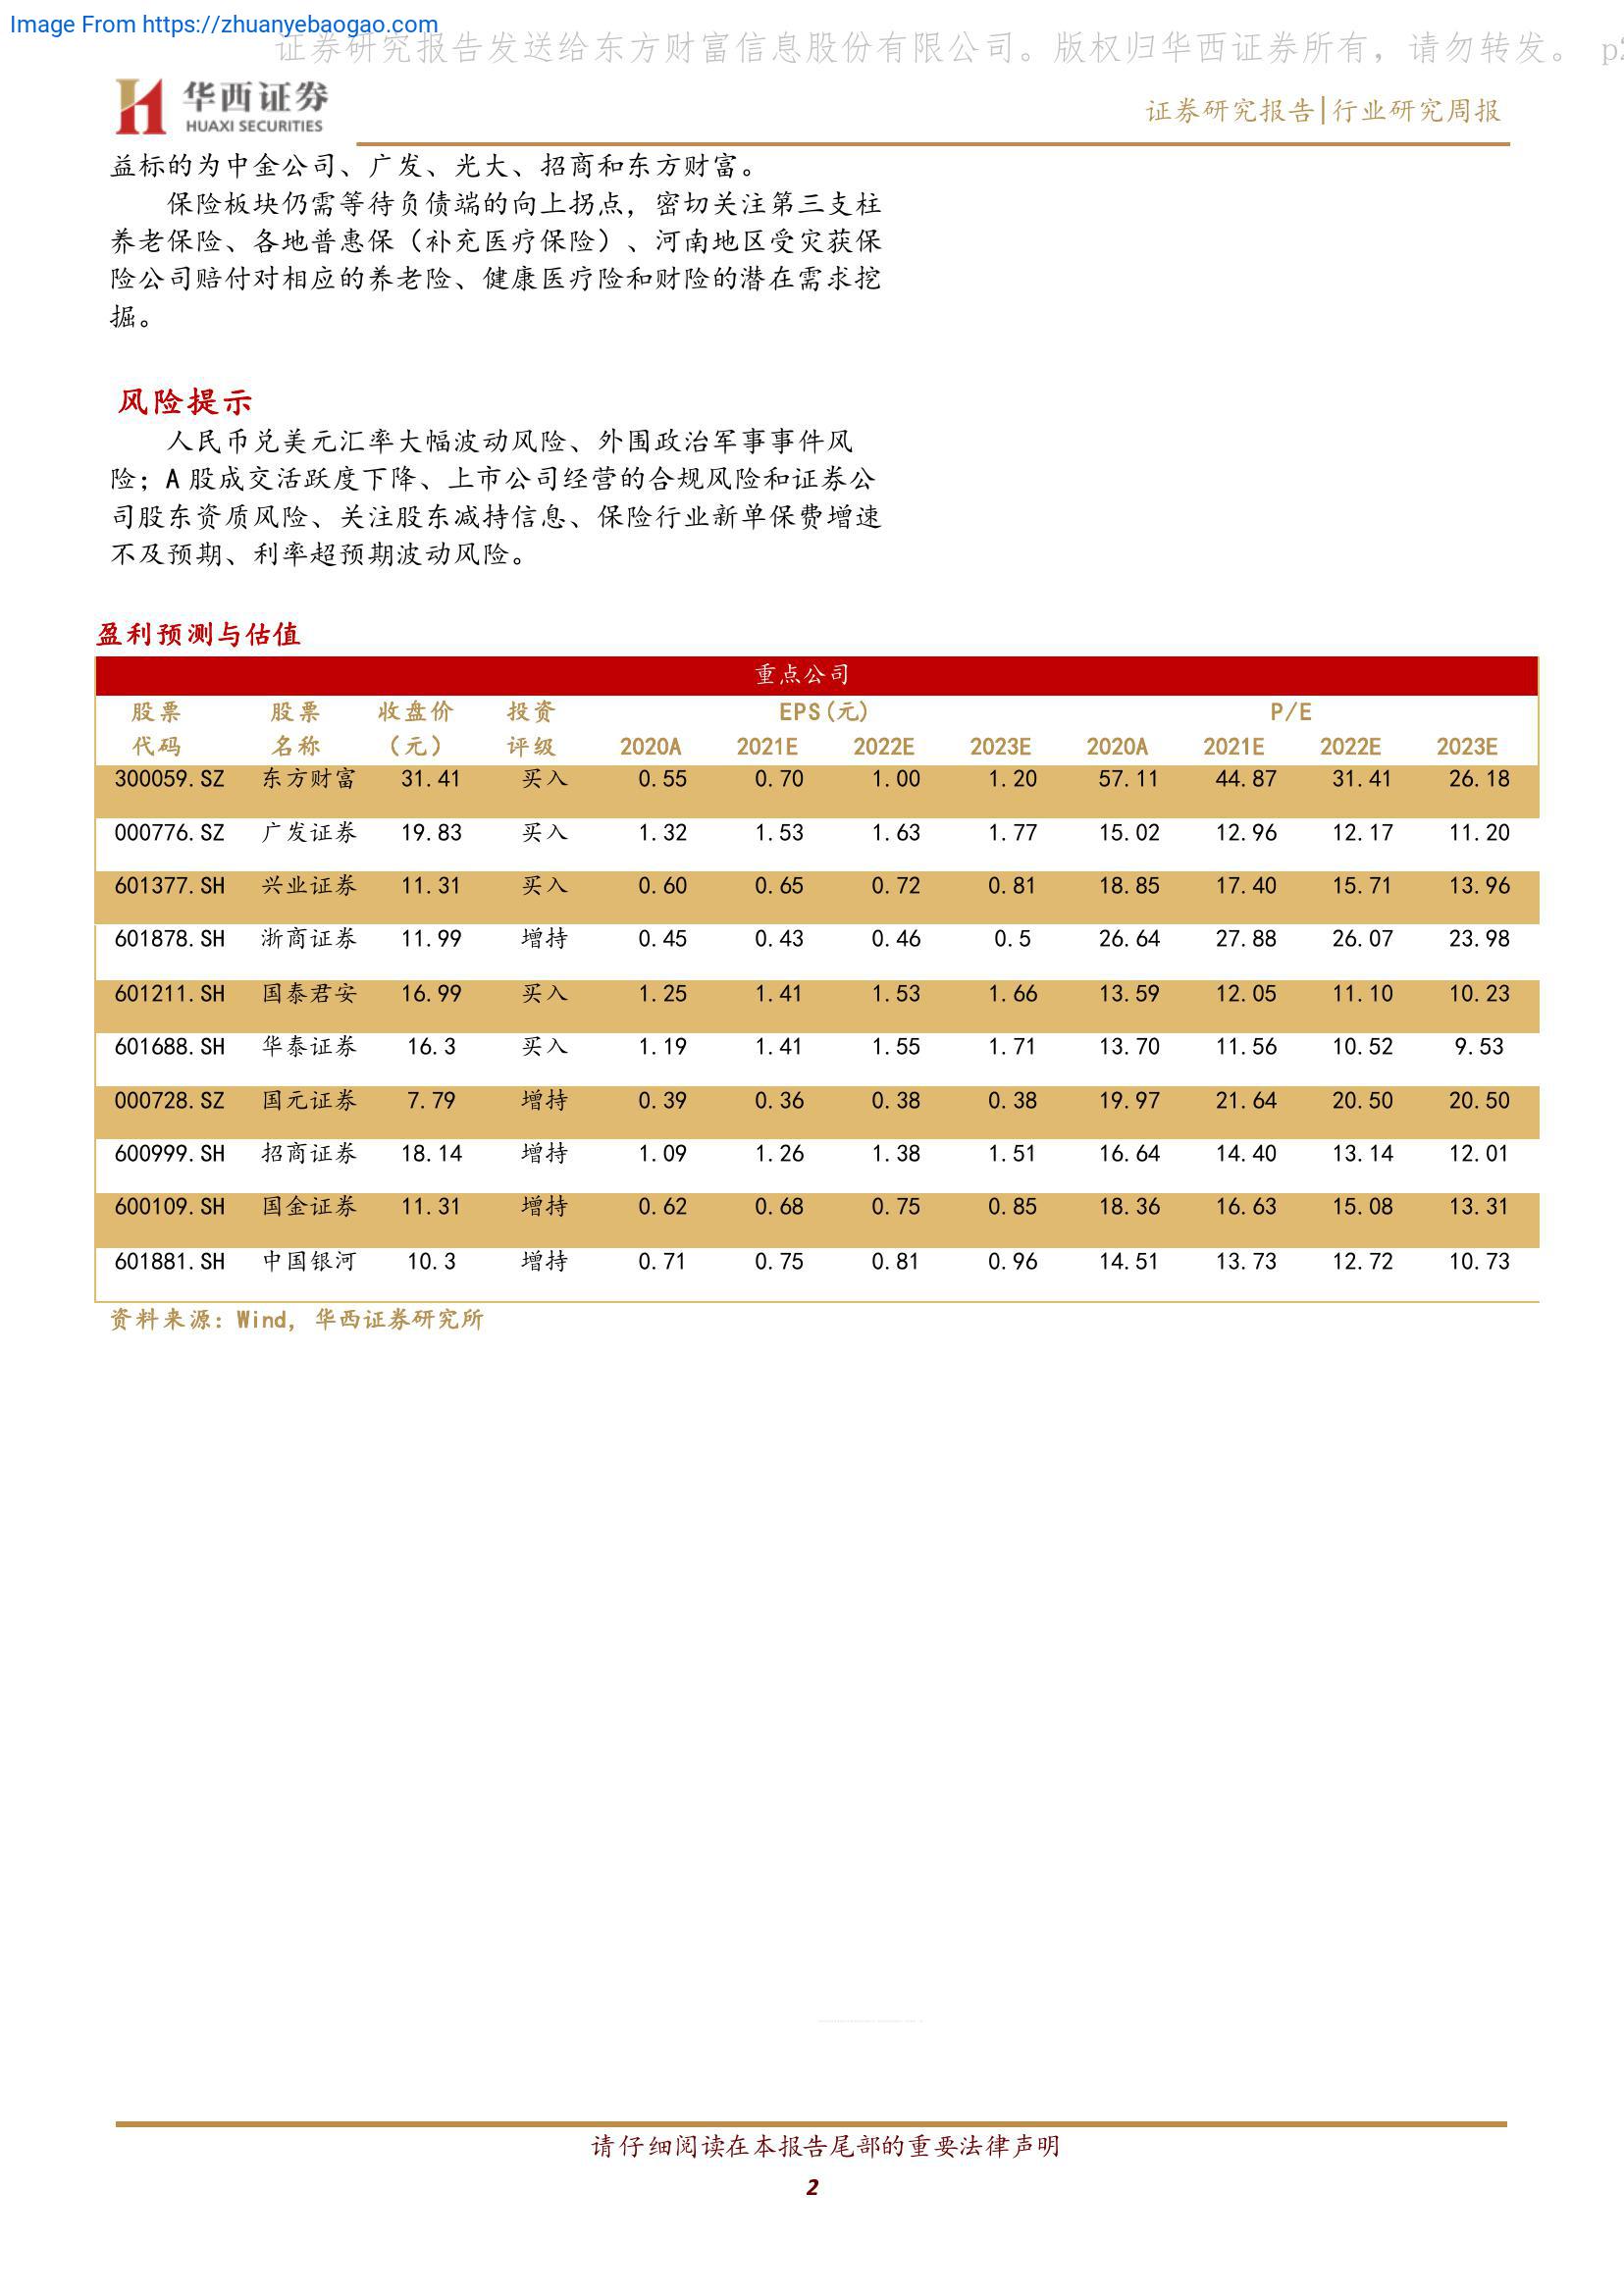 Image From https://zhuanyebaogao.com
证券研究报告发送给东方财富信息股份有限公司。版权归华西证券所有，请勿转发。 p2
华西证券
HUAXI SECURITIES
证券研究报告|行业研究周报
益标的为中金公司、广发、光大、招商和东方财富。
保险板块仍需等待负债端的向上拐点，密切关注第三支柱
养老保险、各地普惠保（补充医疗保险）、河南地区受灾获保
险公司赔付对相应的养老险、健康医疗险和财险的潜在需求挖
掘。
风险提示
人民币兑美元汇率大幅波动风险、外围政治军事事件风
险；A 股成交活跃度下降、上市公司经营的合规风险和证券公
司股东资质风险、关注股东减持信息、保险行业新单保费增速
不及预期、利率超预期波动风险。
盈利预测与估值
重点公司
股票 股票 收盘价 投资 EPS(元) P/E
代码 名称 （元） 评级 2020A 2021E 2022E 2023E 2020A 2021E 2022E 2023E
300059.SZ 东方财富 31.41 买入 0.55 0.70 1.00 1.20 57.11 44.87 31.41 26.18
000776.SZ 广发证券 19.83 买入 1.32 1.53 1.63 1.77 15.02 12.96 12.17 11.20
601377.SH 兴业证券 11.31 买入 0.60 0.65 0.72 0.81 18.85 17.40 15.71 13.96
601878.SH 浙商证券 11.99 增持 0.45 0.43 0.46 0.5 26.64 27.88 26.07 23.98
601211.SH 国泰君安 16.99 买入 1.25 1.41 1.53 1.66 13.59 12.05 11.10 10.23
601688.SH 华泰证券 16.3 买入 1.19 1.41 1.55 1.71 13.70 11.56 10.52 9.53
000728.SZ 国元证券 7.79 增持 0.39 0.36 0.38 0.38 19.97 21.64 20.50 20.50
600999.SH 招商证券 18.14 增持 1.09 1.26 1.38 1.51 16.64 14.40 13.14 12.01
600109.SH 国金证券 11.31 增持 0.62 0.68 0.75 0.85 18.36 16.63 15.08 13.31
601881.SH 中国银河 10.3 增持 0.71 0.75 0.81 0.96 14.51 13.73 12.72 10.73
资料来源：Wind，华西证券研究所
请仔细阅读在本报告尾部的重要法律声明
2